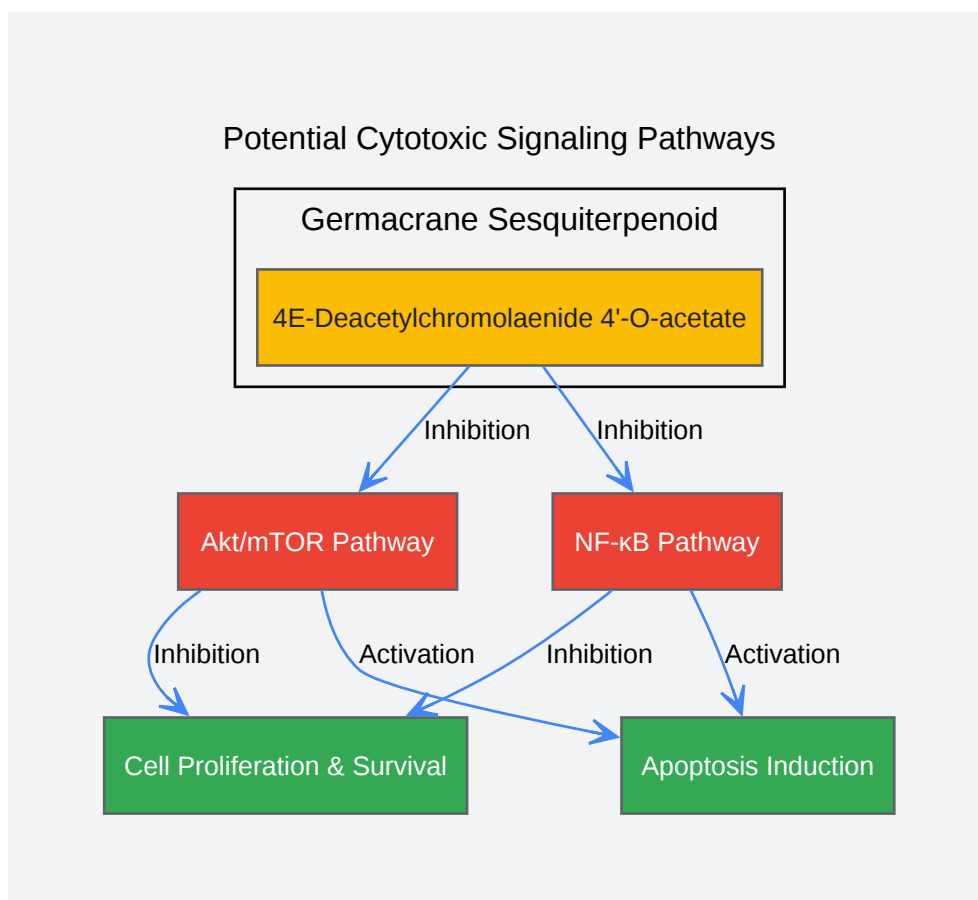 Potential Cytotoxic Signaling Pathways
Germacrane Sesquiterpenoid
4E-Deacetylchromolaenide 4'-O-acetate
Inhibition
Inhibition
Akt/mTOR Pathway
NF-κB Pathway
Inhibition
Activation
Inhibition
Activation
Cell Proliferation & Survival
Apoptosis Induction